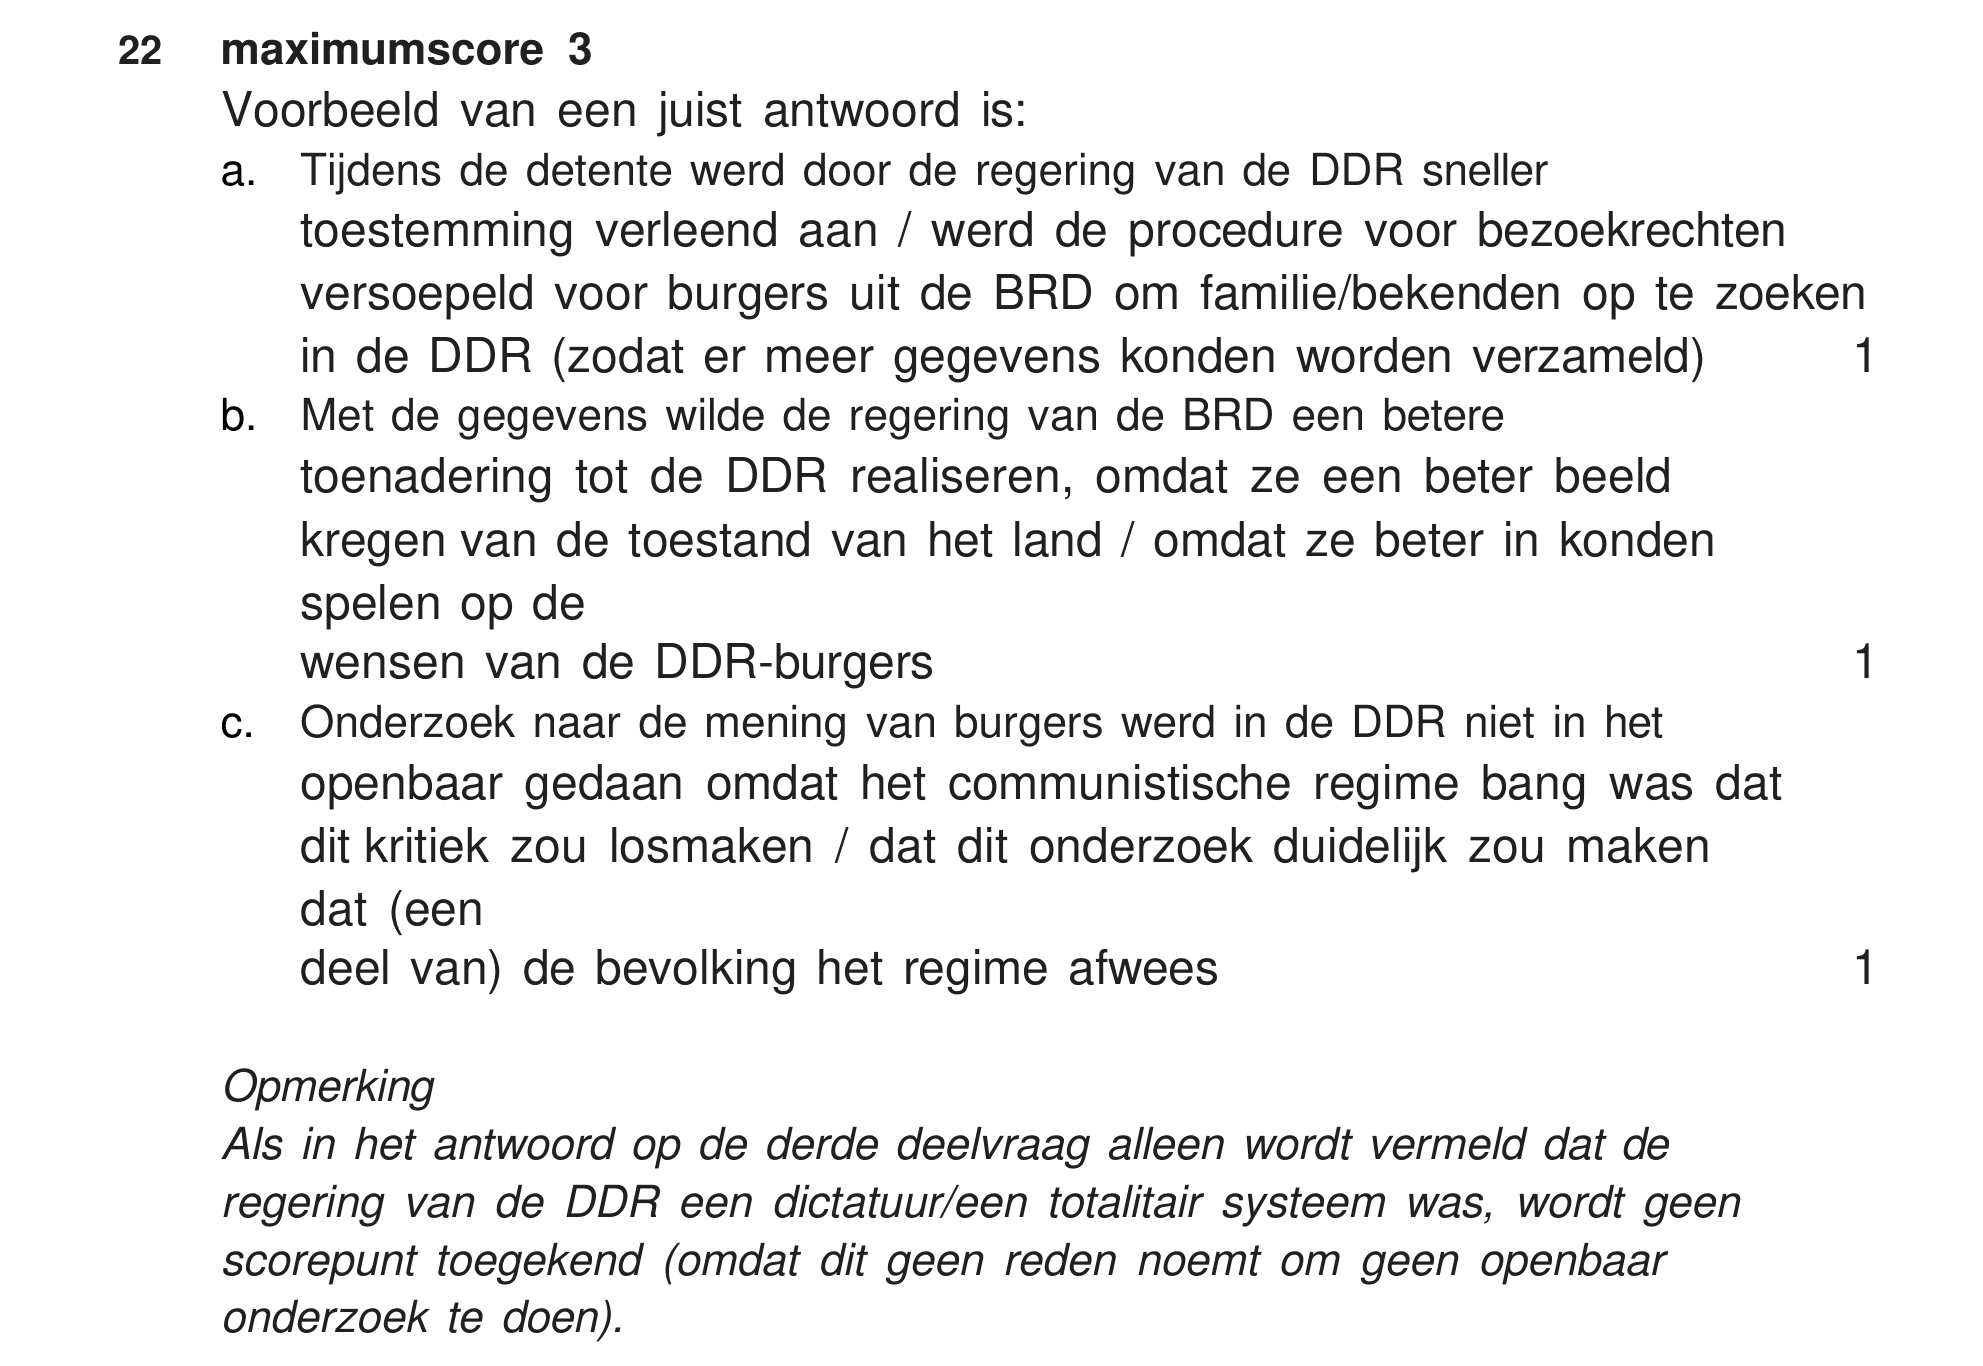 22 maximumscore 3
Voorbeeld van een juist antwoord is:
a. Tijdens de detente werd door de regering van de DDR sneller
toestemming verleend aan / werd de procedure voor bezoekrechten
versoepeld voor burgers uit de BRD om familie/bekenden op te zoeken
in de DDR (zodat er meer gegevens konden worden verzameld) 1
b. Met de gegevens wilde de regering van de BRD een betere
toenadering tot de DDR realiseren, omdat ze een beter beeld
kregen van de toestand van het land / omdat ze beter in konden
spelen op de
wensen van de DDR-burgers 1
c. Onderzoek naar de mening van burgers werd in de DDR niet in het
openbaar gedaan omdat het communistische regime bang was dat
dit kritiek zou losmaken / dat dit onderzoek duidelijk zou maken
dat (een
deel van) de bevolking het regime afwees 1
Opmerking
Als in het antwoord op de derde deelvraag alleen wordt vermeld dat de
regering van de DDR een dictatuur/een totalitair systeem was, wordt geen
scorepunt toegekend (omdat dit geen reden noemt om geen openbaar
onderzoek te doen).